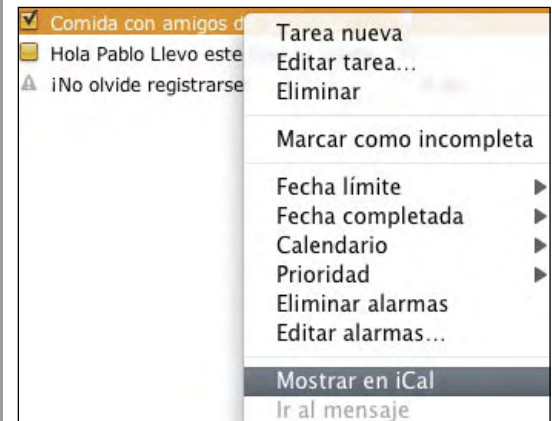 Comida con amigos d
Hola Pablo Llevo este
¡No olvide registrarse
Tarea nueva
Editar tarea...
Eliminar
Marcar como incompleta
Fecha límite
Fecha completada
Calendario
Prioridad
Eliminar alarmas
Editar alarmas...
Mostrar en iCal
Ir al mensaje